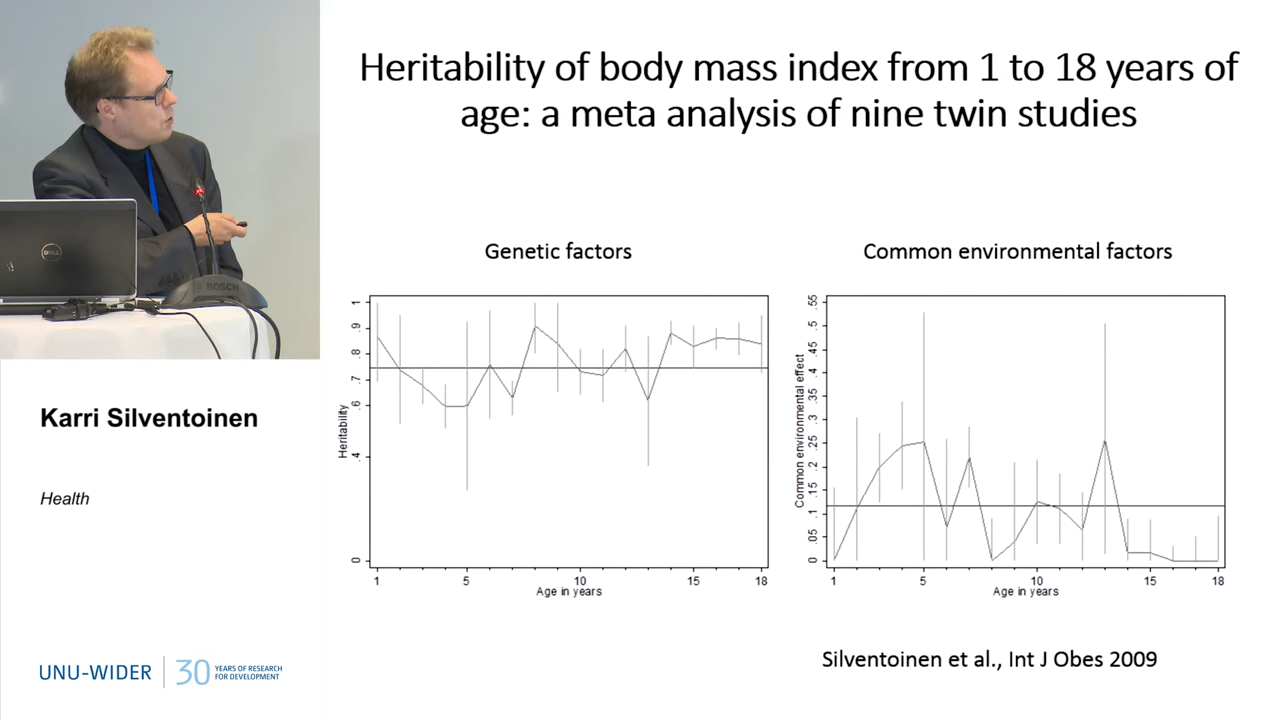 Heritability of body mass index from 1 to 18 years of
age: a meta analysis of nine twin studies
Genetic factors
Common environmental factors
Heritability
1
.9
.8
.7
.6
.4
0
1
5
10
15
18
Age in years
Common environmental effect
.55
.5
.45
.4
.35
.3
.25
.2
.15
.1
.05
0
1
5
10
15
18
Age in years
Silventoinen et al., Int J Obes 2009
DELL
BOSCH
Karri Silventoinen
Health
UNU-WIDER
30
YEARS OF RESEARCH
FOR DEVELOPMENT